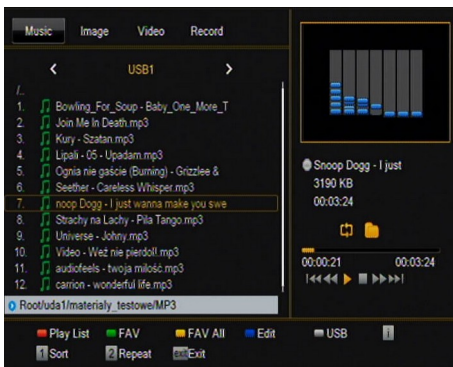 Music Image Video Record
USB1
/..
1. Bowling_For_Soup - Baby_One_More_T
2. Join Me In Death.mp3
3. Kury - Szatan.mp3
4. Lipali - 05 - Upadam.mp3
5. Ognia nie gaście (Burning) - Grizzlee &
6. Seether - Careless Whisper.mp3
7. noop Dogg - I just wanna make you swe
8. Strachy na Lachy - Piła Tango.mp3
9. Universe - Johny.mp3
10. Video - Weż nie pierdoll.mp3
11. audiofeels - twoja miłość.mp3
12. carrion - wonderful life.mp3
Root/uda1/materialy_testowe/MP3
Snoop Dogg - I just
3190 KB
00:03:24
00:00:21 00:03:24
Play List FAV FAV All Edit USB i
1 Sort 2 Repeat exit Exit